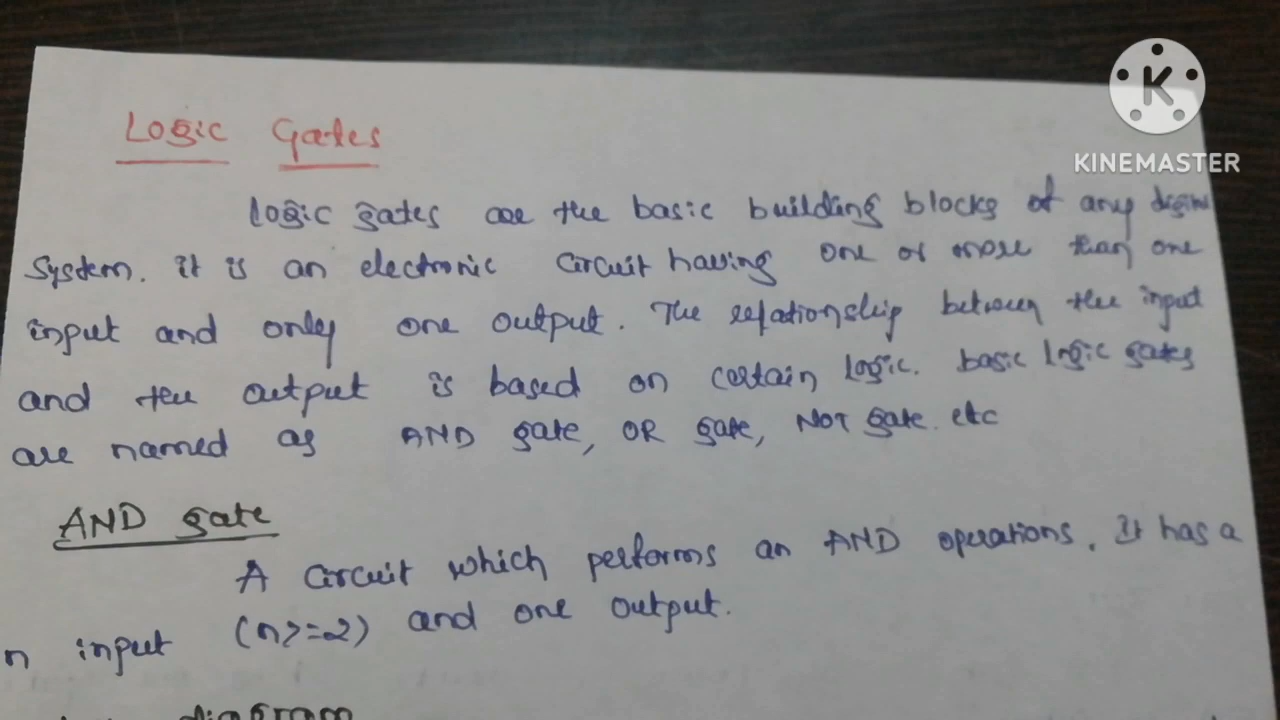 Logic Gates
KINEMASTER
Logic gates are the basic building blocks of any
System. it is an electronic circuit having one or more than one
input and only one output. The relationship between the input
and the output is based on certain logic. basic logic gates
are named as AND gate, OR gate, NOT gate. etc
AND gate
A circuit which performs an AND operations. It has a
n input (n>=2) and one output.
diagram